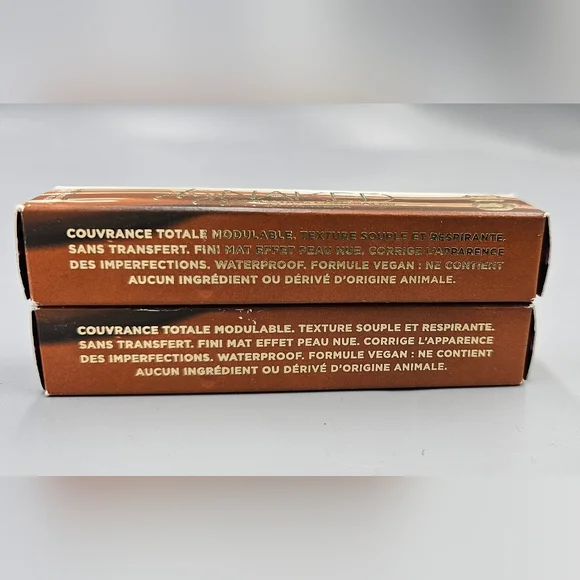 NAKED
COUVRANCE TOTALE MODULABLE. TEXTURE SOUPLE ET RESPIRANTE.
SANS TRANSFERT. FINI MAT EFFET PEAU NUE. CORRIGE L'APPARENCE
DES IMPERFECTIONS. WATERPROOF. FORMULE VEGAN : NE CONTIENT
AUCUN INGRÉDIENT OU DÉRIVÉ D'ORIGINE ANIMALE.
COUVRANCE TOTALE MODULABLE. TEXTURE SOUPLE ET RESPIRANTE.
SANS TRANSFERT. FINI MAT EFFET PEAU NUE. CORRIGE L'APPARENCE
DES IMPERFECTIONS. WATERPROOF. FORMULE VEGAN : NE CONTIENT
AUCUN INGRÉDIENT OU DÉRIVÉ D'ORIGINE ANIMALE.